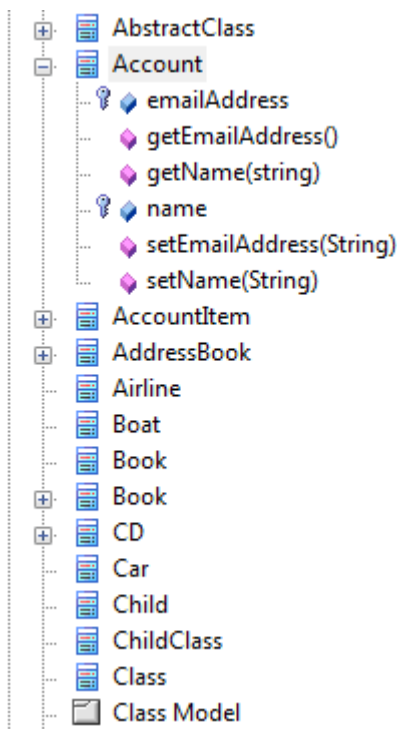 AbstractClass
Account
emailAddress
getEmailAddress()
getName(string)
name
setEmailAddress(String)
setName(String)
AccountItem
AddressBook
Airline
Boat
Book
Book
CD
Car
Child
ChildClass
Class
Class Model